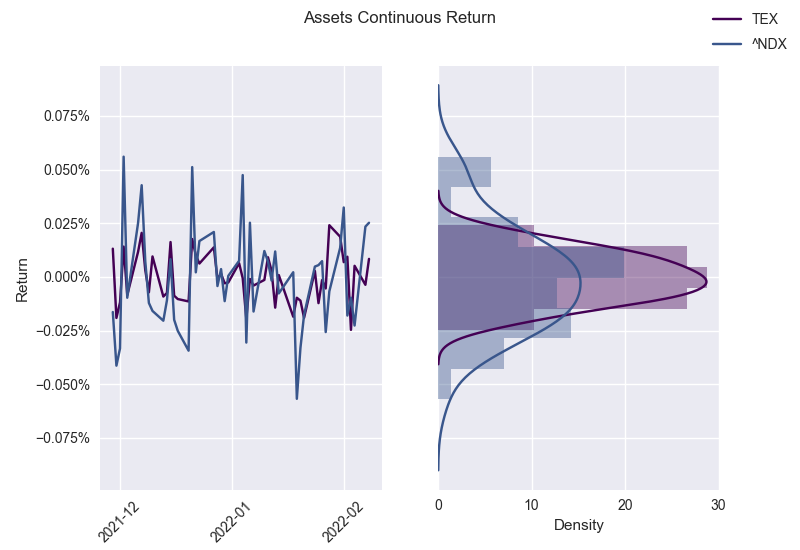 Assets Continuous Return
TEX
^NDX
0.075%
0.050%
0.025%
0.000%
−0.025%
−0.050%
−0.075%
Return
2021-12
2022-01
2022-02
0
10
20
30
Density